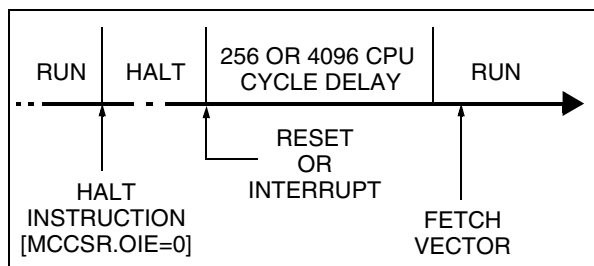 RUN
HALT
256 OR 4096 CPU
CYCLE DELAY
RUN
HALT
INSTRUCTION
[MCCSR.OIE=0]
RESET
OR
INTERRUPT
FETCH
VECTOR